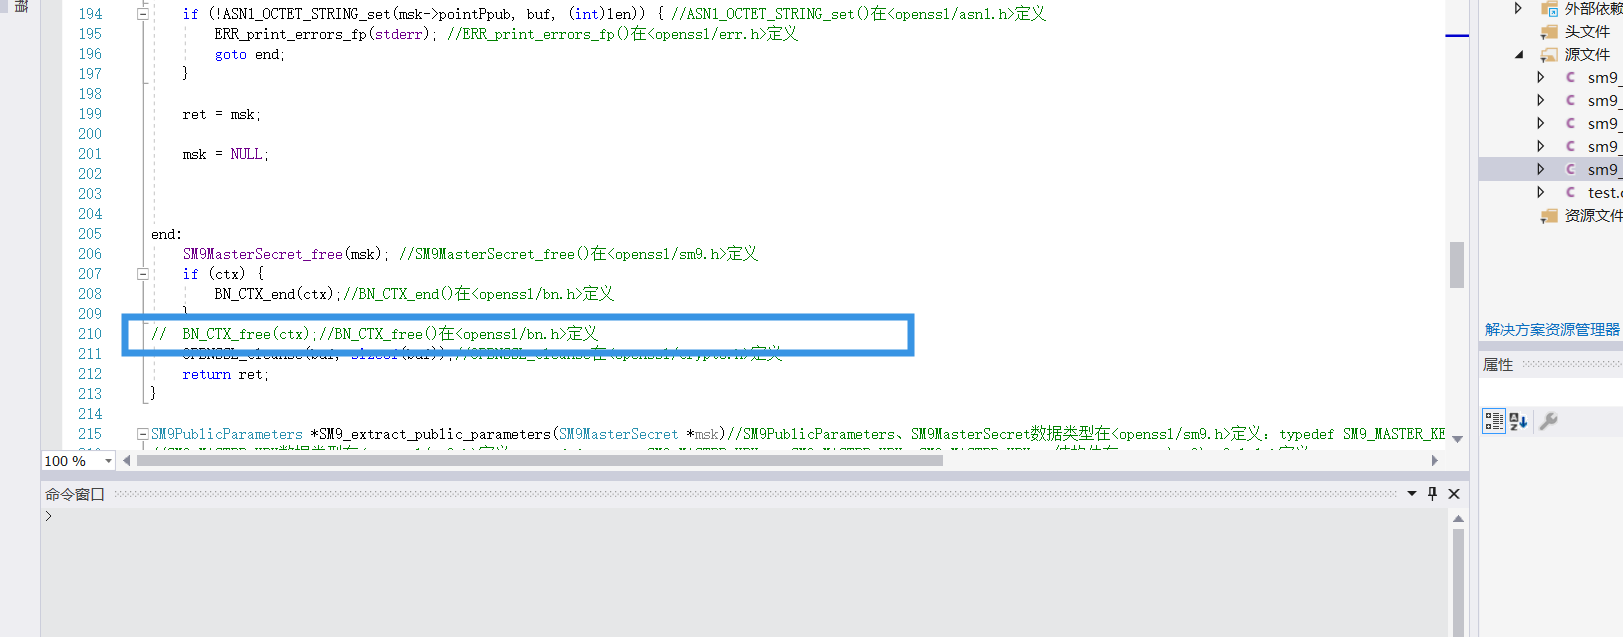 194 if (!ASN1_OCTET_STRING_set(msk->pointPpub, buf, (int)len)) { //ASN1_OCTET_STRING_set()在<openssl/asn1.h>定义
195 ERR_print_errors_fp(stderr); //ERR_print_errors_fp()在<openssl/err.h>定义
196 goto end;
197 }
198
199 ret = msk;
200
201 msk = NULL;
202
203
204
205 end:
206 SM9MasterSecret_free(msk); //SM9MasterSecret_free()在<openssl/sm9.h>定义
207 if (ctx) {
208 BN_CTX_end(ctx);//BN_CTX_end()在<openssl/bn.h>定义
209 }
210 // BN_CTX_free(ctx);//BN_CTX_free()在<openssl/bn.h>定义
211 OPENSSL_cleanse(buf, sizeof(buf));//OPENSSL_cleanse在<openssl/crypto.h>定义
212 return ret;
213 }
214
215 SM9PublicParameters *SM9_extract_public_parameters(SM9MasterSecret *msk)//SM9PublicParameters、SM9MasterSecret数据类型在<openssl/sm9.h>定义: typedef SM9_MASTER_KE
100 %
命令窗口
>
外部依赖
头文件
源文件
sm9_
sm9_
sm9_
sm9_
sm9_
test.c
资源文件
解决方案资源管理器
属性